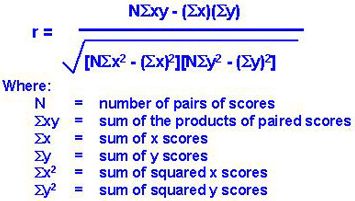 r = NΣxy - (Σx)(Σy)
√[NΣx² - (Σx)²][NΣy² - (Σy)²]
Where:
N = number of pairs of scores
Σxy = sum of the products of paired scores
Σx = sum of x scores
Σy = sum of y scores
Σx² = sum of squared x scores
Σy² = sum of squared y scores